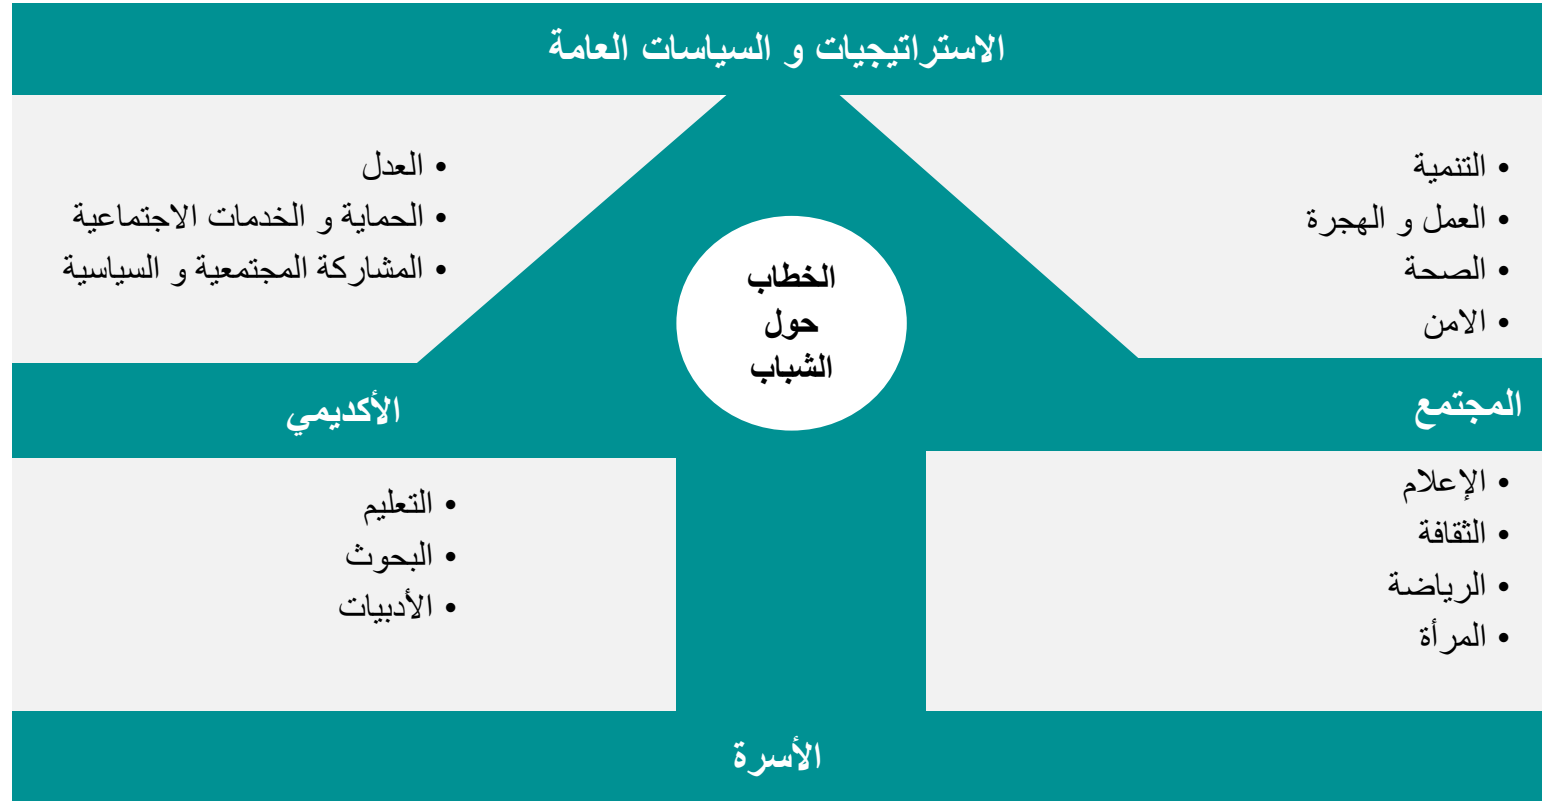 الاستراتيجيات و السياسات العامة
• التنمية
• العمل و الهجرة
• الصحة
• الامن
• العدل
• الحماية و الخدمات الاجتماعية
• المشاركة المجتمعية و السياسية
الخطاب
حول
الشباب
المجتمع
الأكديمي
• الإعلام
• الثقافة
• الرياضة
• المرأة
• التعليم
• البحوث
• الأدبيات
الأسرة